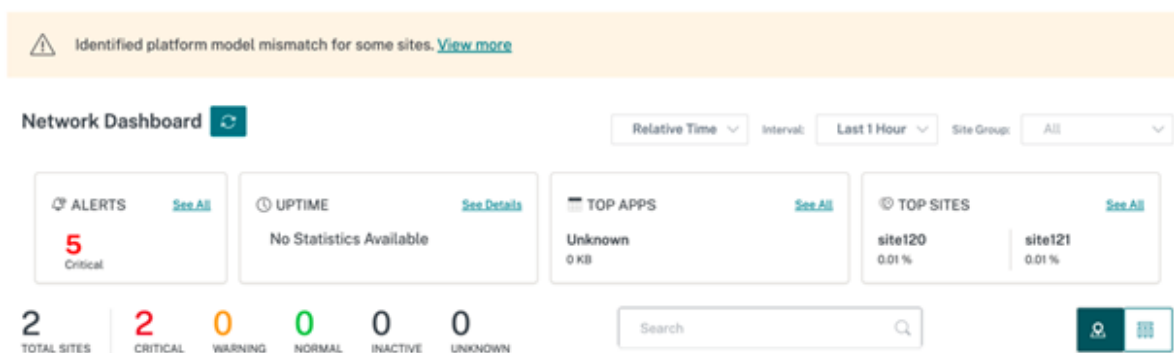 Identified platform model mismatch for some sites. View more
Network Dashboard
Relative Time
Interval:
Last 1 Hour
Site Group:
All
ALERTS See All
5
Critical
UPTIME See Details
No Statistics Available
TOP APPS See All
Unknown
0 KB
TOP SITES See All
site120 site121
0.01 % 0.01 %
2 2 0 0 0 0
TOTAL SITES CRITICAL WARNING NORMAL INACTIVE UNKNOWN
Search